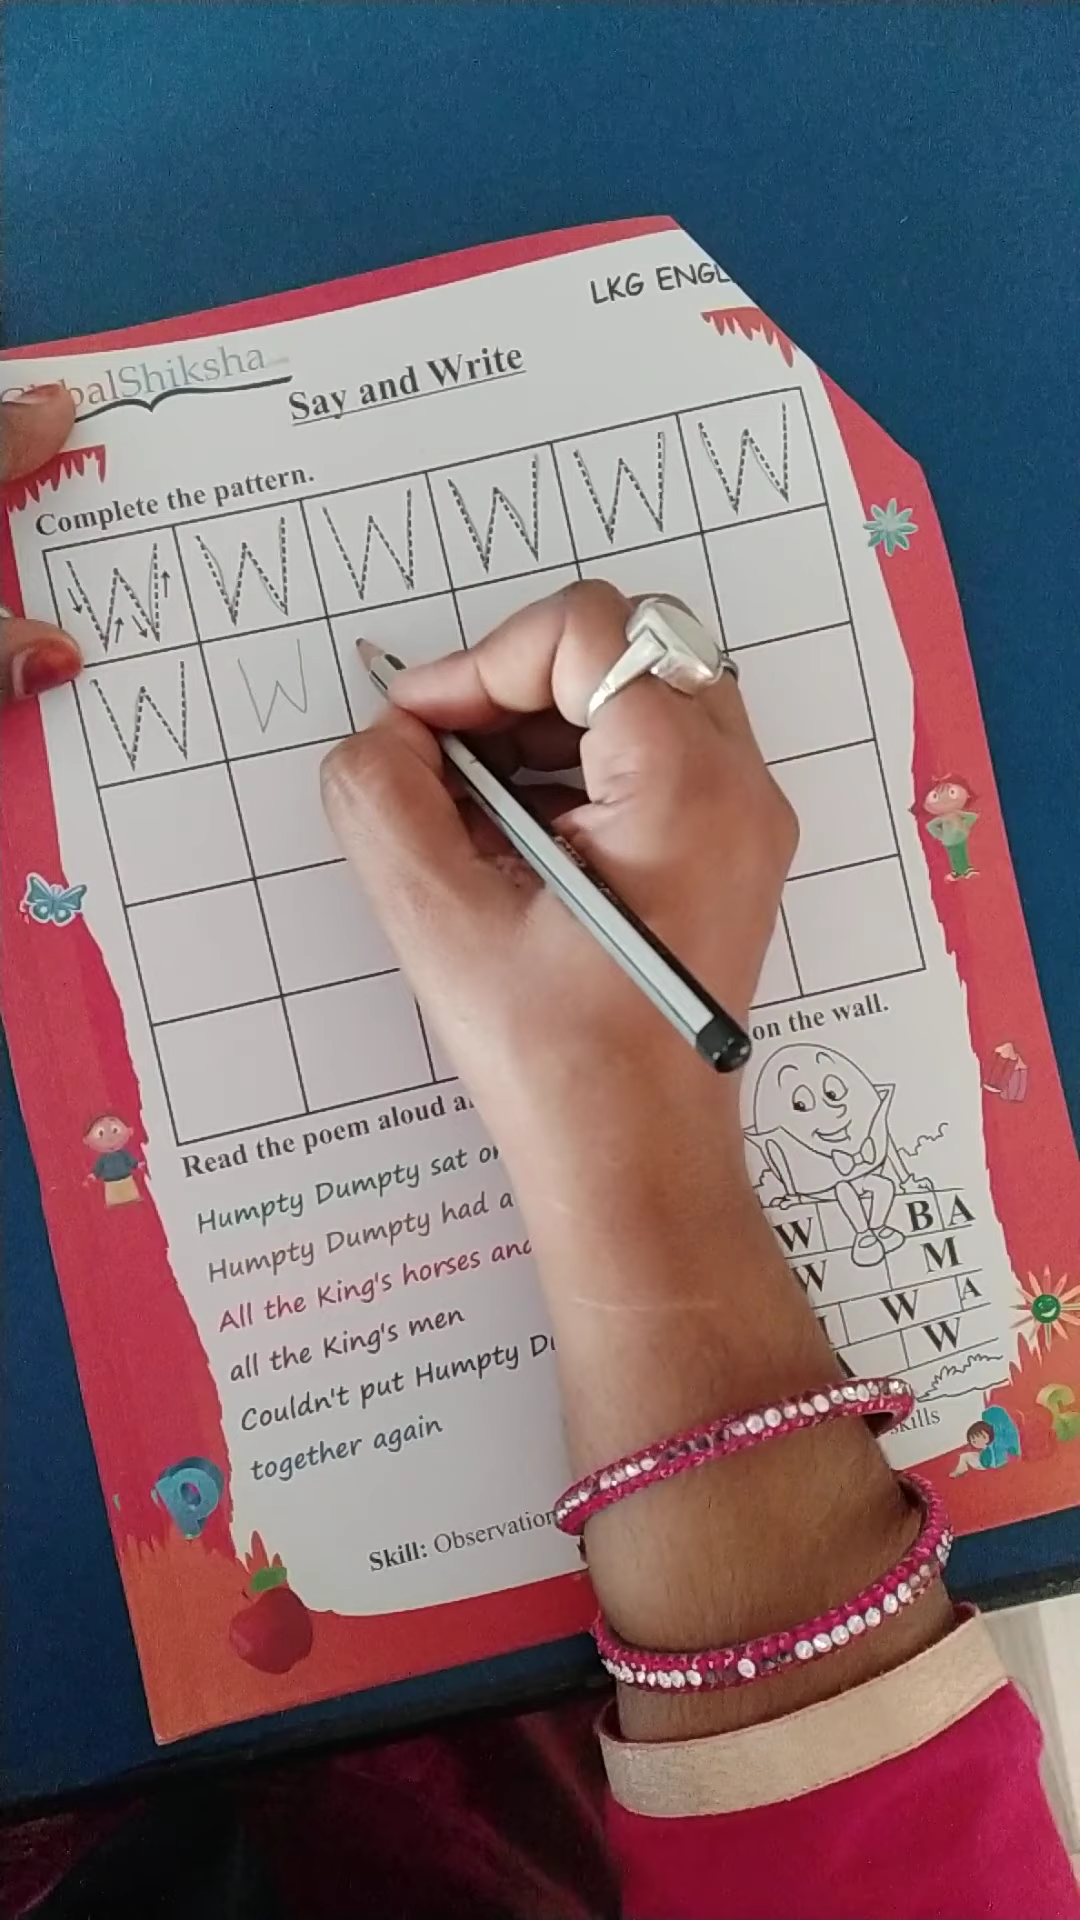 LKG ENGL
balShiksha
Say and Write
Complete the pattern.
W W W W W W
W W
on the wall.
Read the poem aloud a
Humpty Dumpty sat on
Humpty Dumpty had a
All the King's horses and
all the King's men
Couldn't put Humpty D
together again
W B A
W M
W A
A W
Skill: Observation
skills